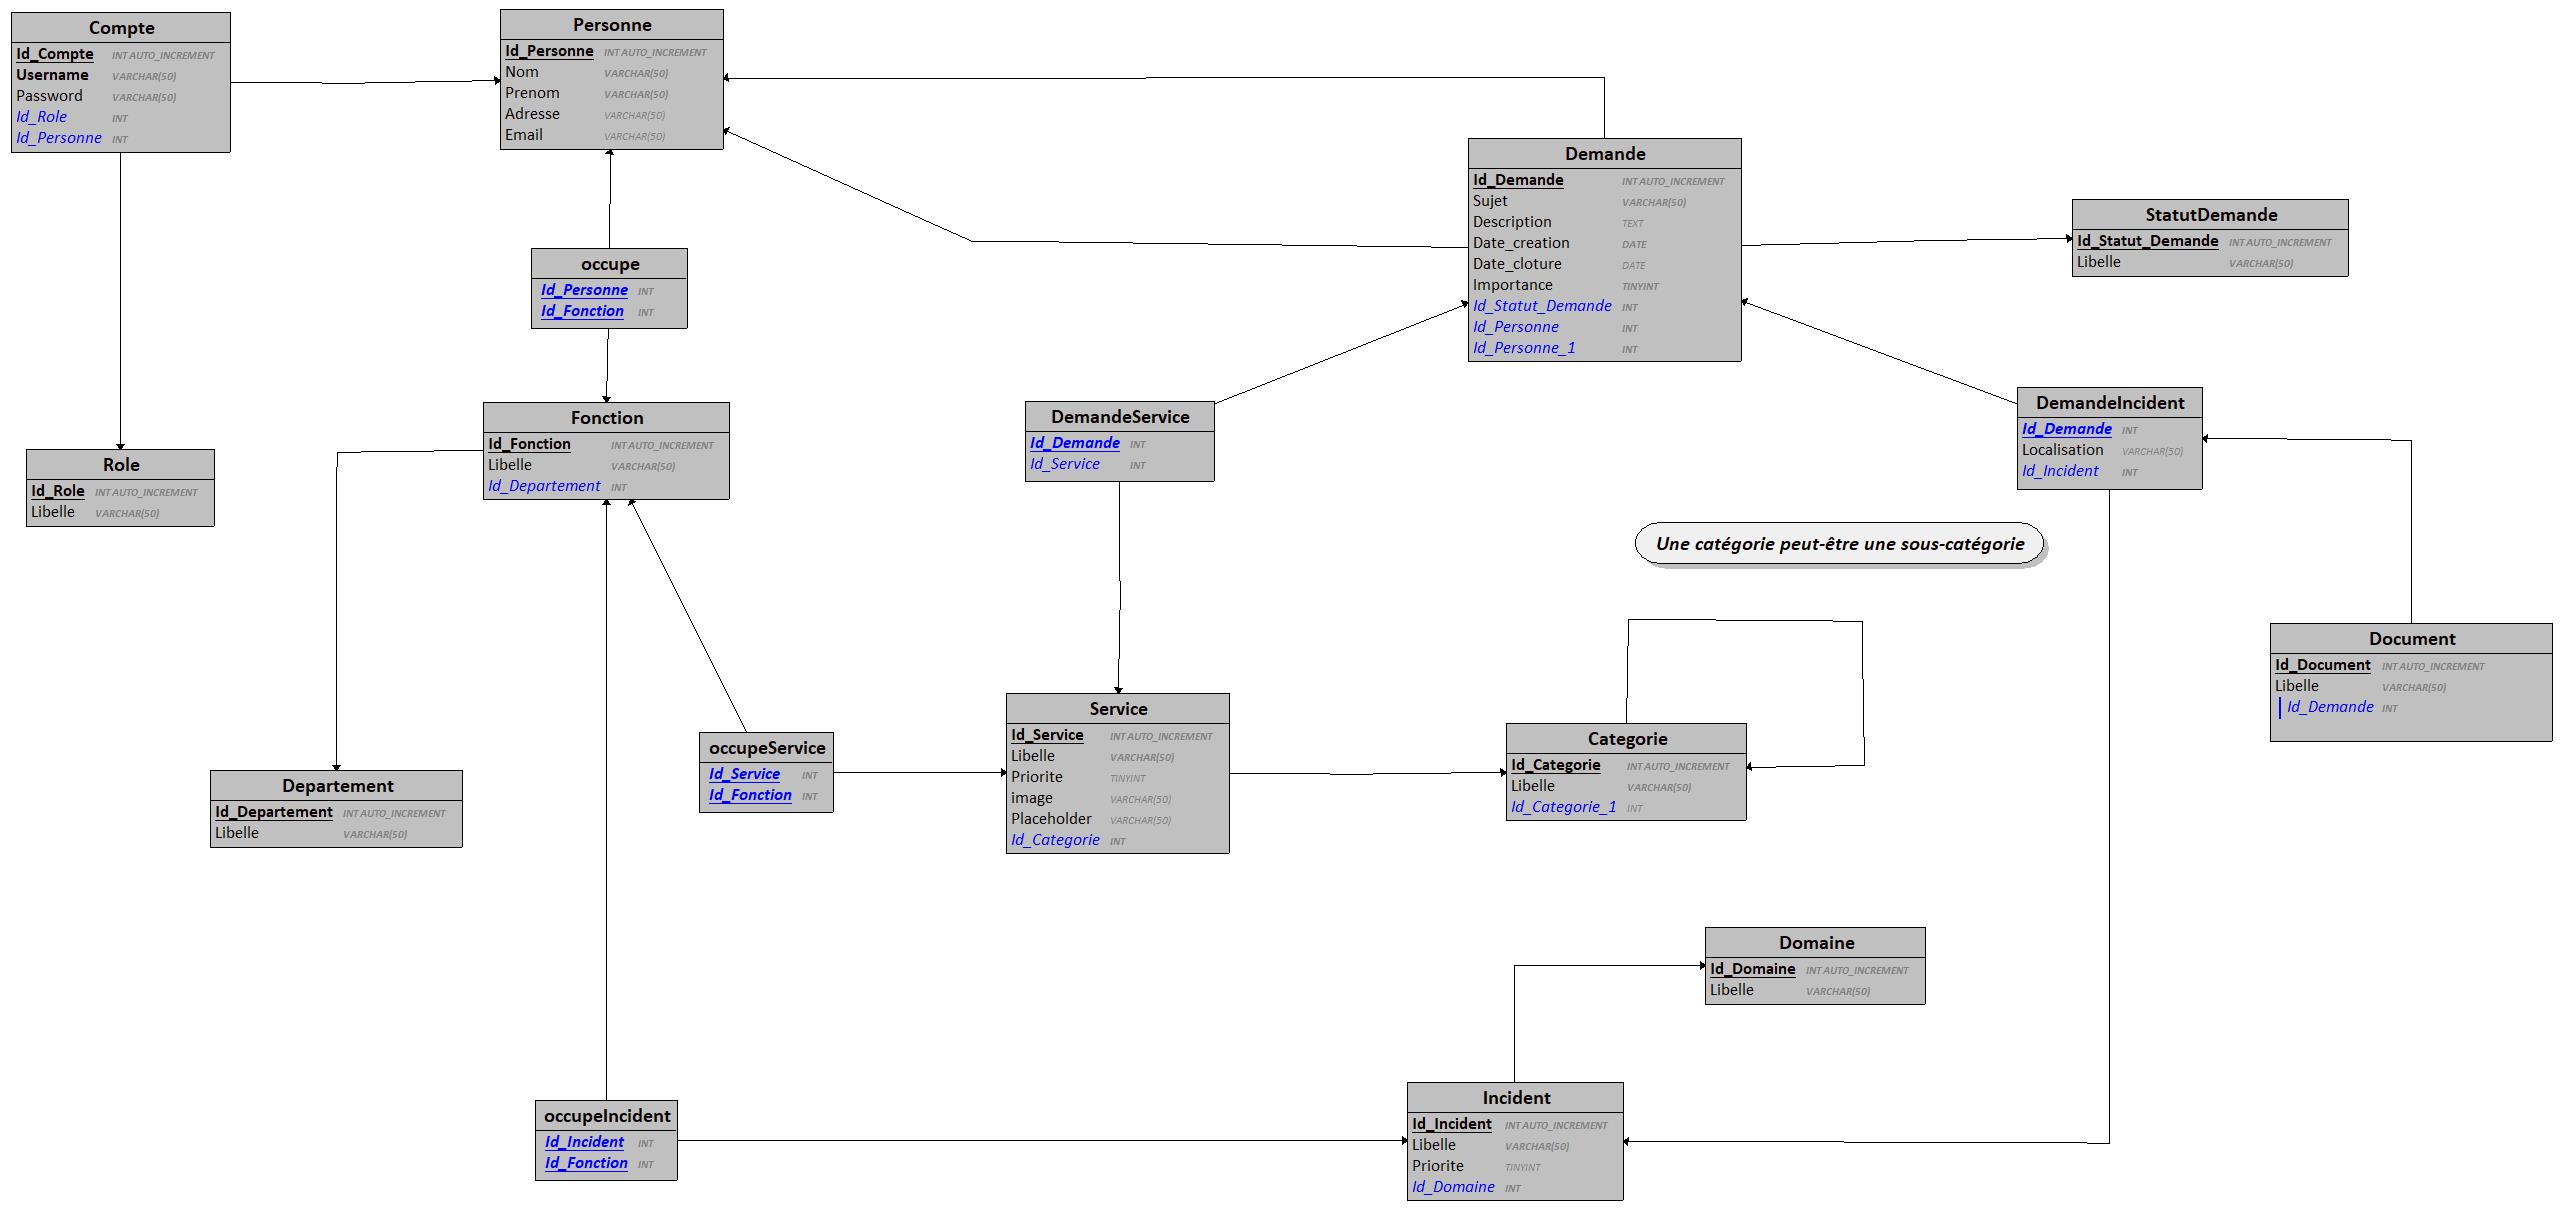 Compte
Id_Compte INT AUTO_INCREMENT
Username VARCHAR(50)
Password VARCHAR(50)
Id_Role INT
Id_Personne INT
Personne
Id_Personne INT AUTO_INCREMENT
Nom VARCHAR(50)
Prenom VARCHAR(50)
Adresse VARCHAR(50)
Email VARCHAR(50)
Demande
Id_Demande INT AUTO_INCREMENT
Sujet VARCHAR(50)
Description TEXT
Date_creation DATE
Date_cloture DATE
Importance TINYINT
Id_Statut_Demande INT
Id_Personne INT
Id_Personne_1 INT
StatutDemande
Id_Statut_Demande INT AUTO_INCREMENT
Libelle VARCHAR(50)
occupe
Id_Personne INT
Id_Fonction INT
Fonction
Id_Fonction INT AUTO_INCREMENT
Libelle VARCHAR(50)
Id_Departement INT
DemandeService
Id_Demande INT
Id_Service INT
DemandeIncident
Id_Demande INT
Localisation VARCHAR(50)
Id_Incident INT
Role
Id_Role INT AUTO_INCREMENT
Libelle VARCHAR(50)
Une catégorie peut-être une sous-catégorie
Document
Id_Document INT AUTO_INCREMENT
Libelle VARCHAR(50)
Id_Demande INT
Departement
Id_Departement INT AUTO_INCREMENT
Libelle VARCHAR(50)
occupeService
Id_Service INT
Id_Fonction INT
Service
Id_Service INT AUTO_INCREMENT
Libelle VARCHAR(50)
Priorite TINYINT
image VARCHAR(50)
Placeholder VARCHAR(50)
Id_Categorie INT
Categorie
Id_Categorie INT AUTO_INCREMENT
Libelle VARCHAR(50)
Id_Categorie_1 INT
Domaine
Id_Domaine INT AUTO_INCREMENT
Libelle VARCHAR(50)
occupeIncident
Id_Incident INT
Id_Fonction INT
Incident
Id_Incident INT AUTO_INCREMENT
Libelle VARCHAR(50)
Priorite TINYINT
Id_Domaine INT